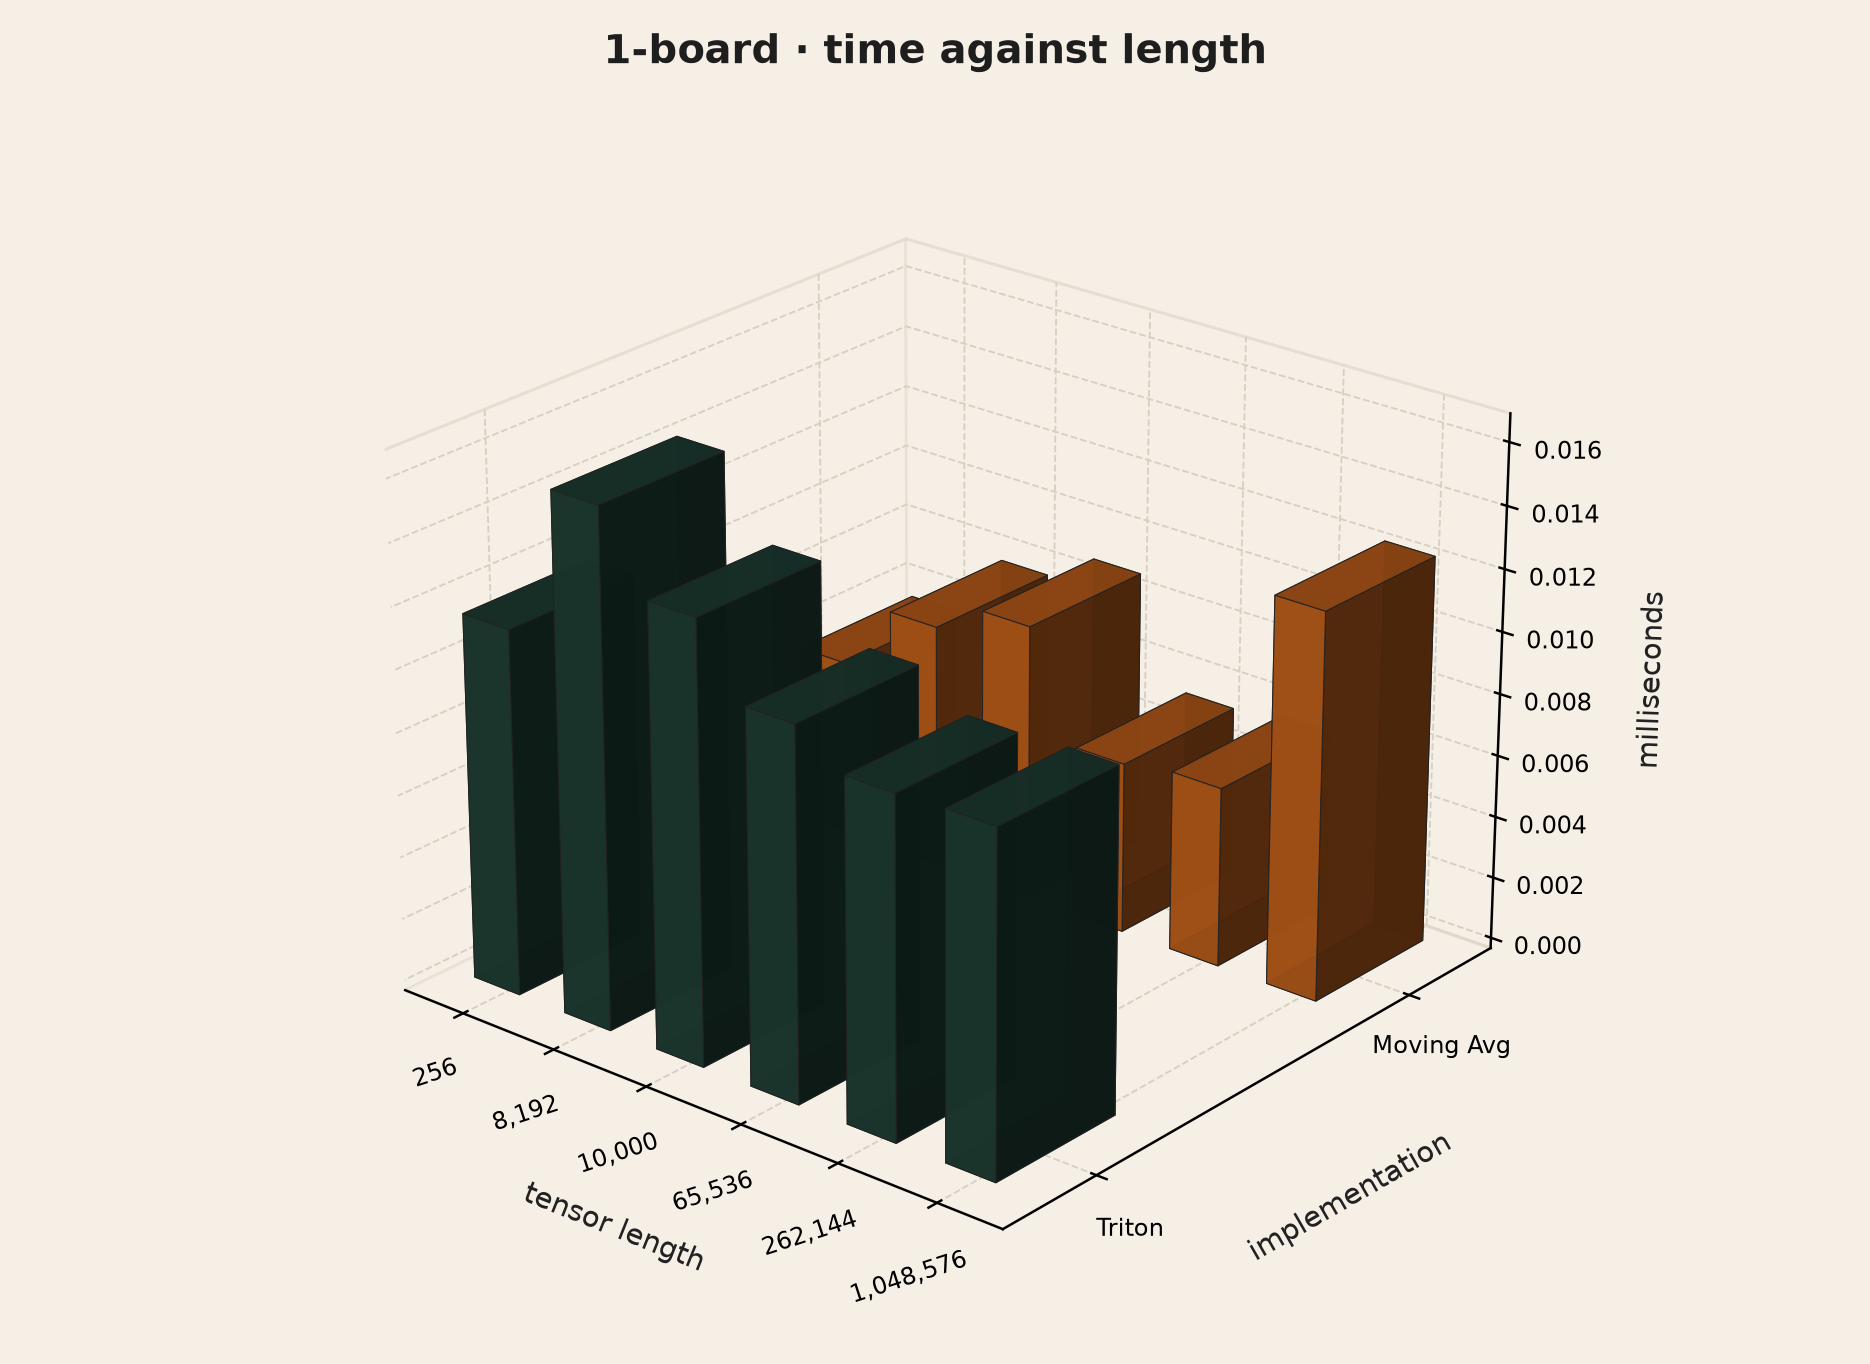 1-board · time against length
0.016
0.014
0.012
0.010
0.008
0.006
0.004
0.002
0.000
milliseconds
Moving Avg
Triton
implementation
256
8,192
10,000
65,536
262,144
1,048,576
tensor length